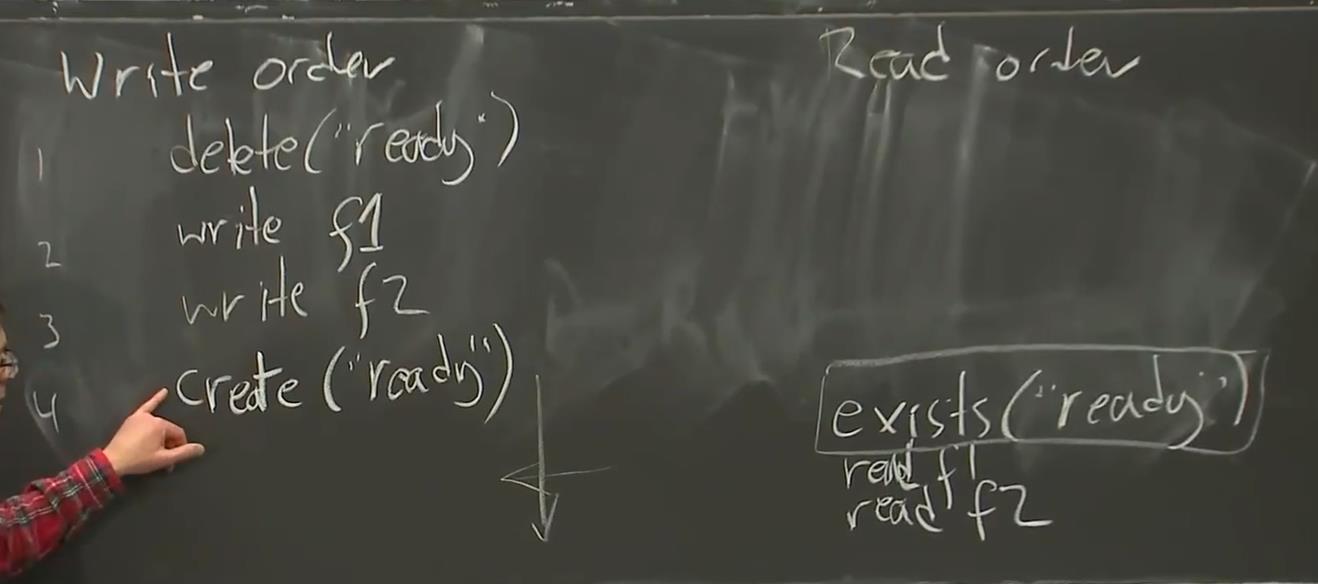 Write order
1 delete("ready")
2 write f1
3 write f2
4 create ("ready")
Read order
exists("ready")
read f1
read f2